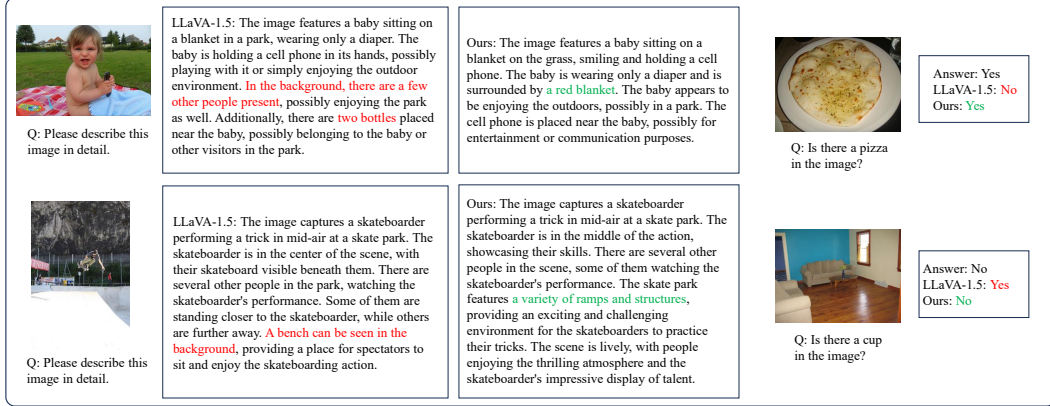 LLaVA-1.5: The image features a baby sitting on
a blanket in a park, wearing only a diaper. The
baby is holding a cell phone in its hands, possibly
playing with it or simply enjoying the outdoor
environment. In the background, there are a few
other people present, possibly enjoying the park
as well. Additionally, there are two bottles placed
near the baby, possibly belonging to the baby or
other visitors in the park.
Q: Please describe this
image in detail.
Ours: The image features a baby sitting on a
blanket on the grass, smiling and holding a cell
phone. The baby is wearing only a diaper and is
surrounded by a red blanket. The baby appears to
be enjoying the outdoors, possibly in a park. The
cell phone is placed near the baby, possibly for
entertainment or communication purposes.
Q: Is there a pizza
in the image?
Answer: Yes
LLaVA-1.5: No
Ours: Yes
LLaVA-1.5: The image captures a skateboarder
performing a trick in mid-air at a skate park. The
skateboarder is in the center of the scene, with
their skateboard visible beneath them. There are
several other people in the park, watching the
skateboarder's performance. Some of them are
standing closer to the skateboarder, while others
are further away. A bench can be seen in the
background, providing a place for spectators to
sit and enjoy the skateboarding action.
Q: Please describe this
image in detail.
Ours: The image captures a skateboarder
performing a trick in mid-air at a skate park. The
skateboarder is in the middle of the action,
showcasing their skills. There are several other
people in the scene, some of them watching the
skateboarder's performance. The skate park
features a variety of ramps and structures,
providing an exciting and challenging
environment for the skateboarders to practice
their tricks. The scene is lively, with people
enjoying the thrilling atmosphere and the
skateboarder's impressive display of talent.
Q: Is there a cup
in the image?
Answer: No
LLaVA-1.5: Yes
Ours: No